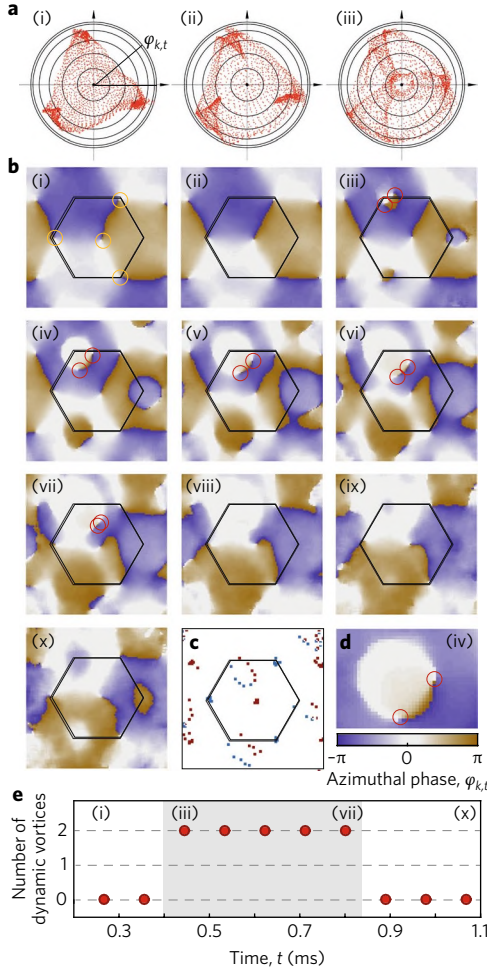 a
(i) (ii) (iii)
φk,t
b
(i) (ii) (iii)
(iv) (v) (vi)
(vii) (viii) (ix)
(x) c d (iv)
−π 0 π
Azimuthal phase, φk,t
e
(i) (iii) (vii) (x)
Number of
dynamic vortices
2
1
0
0.3 0.5 0.7 0.9 1.1
Time, t (ms)